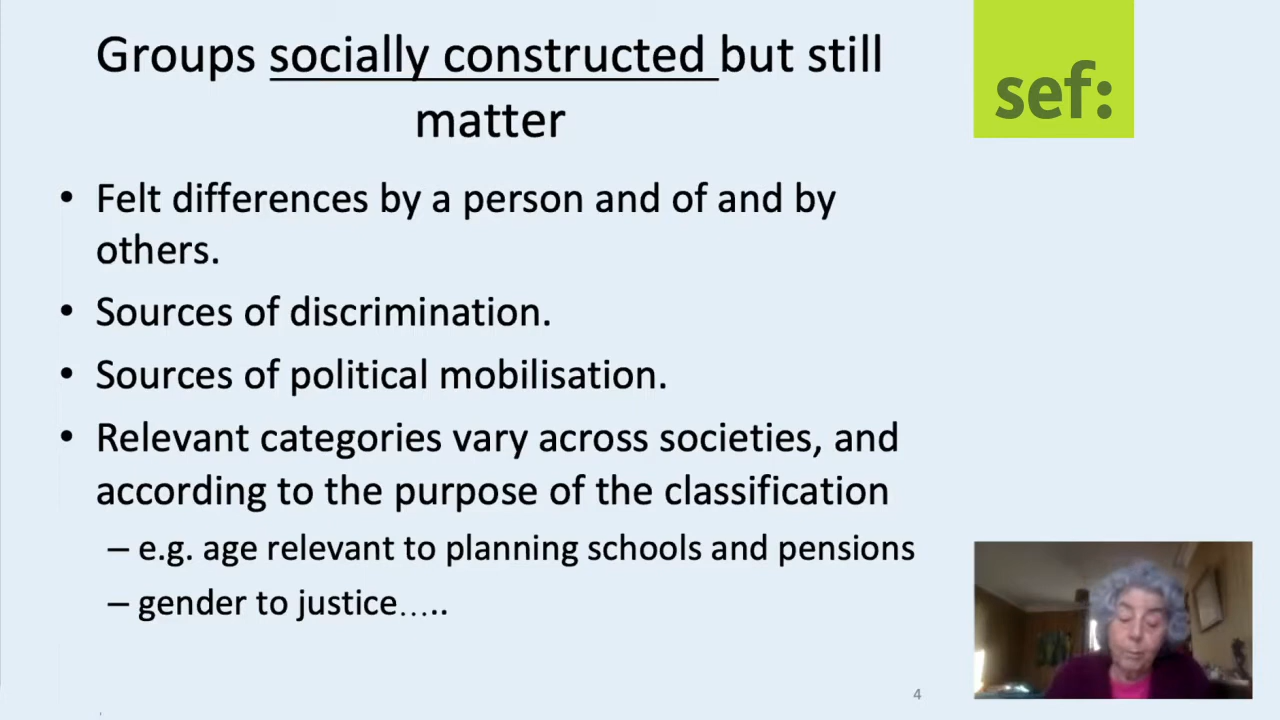 Groups socially constructed but still
matter
sef:
• Felt differences by a person and of and by
others.
• Sources of discrimination.
• Sources of political mobilisation.
• Relevant categories vary across societies, and
according to the purpose of the classification
– e.g. age relevant to planning schools and pensions
– gender to justice…..
4